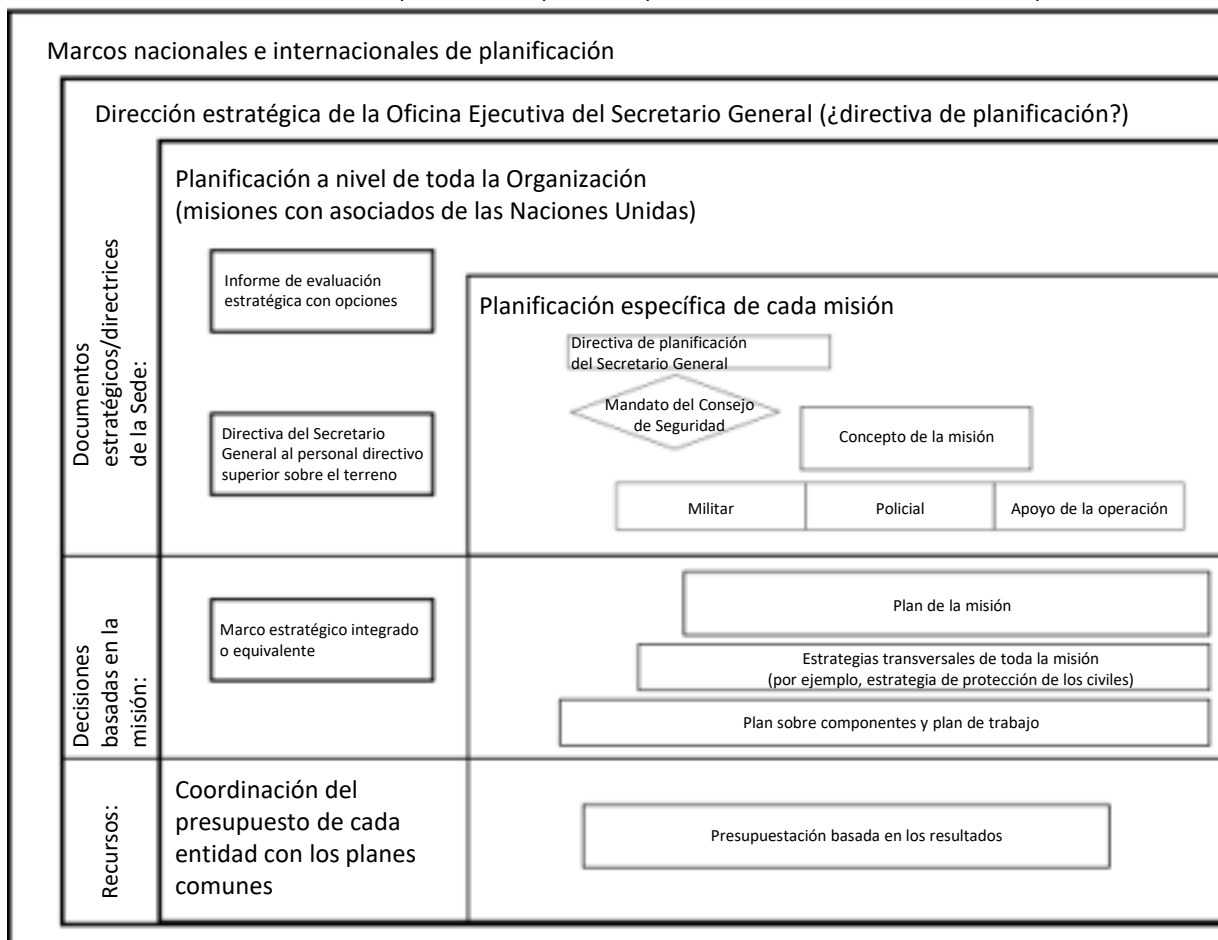 Marcos nacionales e internacionales de planificación
Dirección estratégica de la Oficina Ejecutiva del Secretario General (¿directiva de planificación?)
Documentos
estratégicos/directrices
de la Sede:
Planificación a nivel de toda la Organización
(misiones con asociados de las Naciones Unidas)
Informe de evaluación
estratégica con opciones
Directiva del Secretario
General al personal directivo
superior sobre el terreno
Planificación específica de cada misión
Directiva de planificación
del Secretario General
Mandato del Consejo
de Seguridad
Concepto de la misión
Militar
Policial
Apoyo de la operación
Decisiones
basadas en la
misión:
Marco estratégico integrado
o equivalente
Plan de la misión
Estrategias transversales de toda la misión
(por ejemplo, estrategia de protección de los civiles)
Plan sobre componentes y plan de trabajo
Recursos:
Coordinación del
presupuesto de cada
entidad con los planes
comunes
Presupuestación basada en los resultados